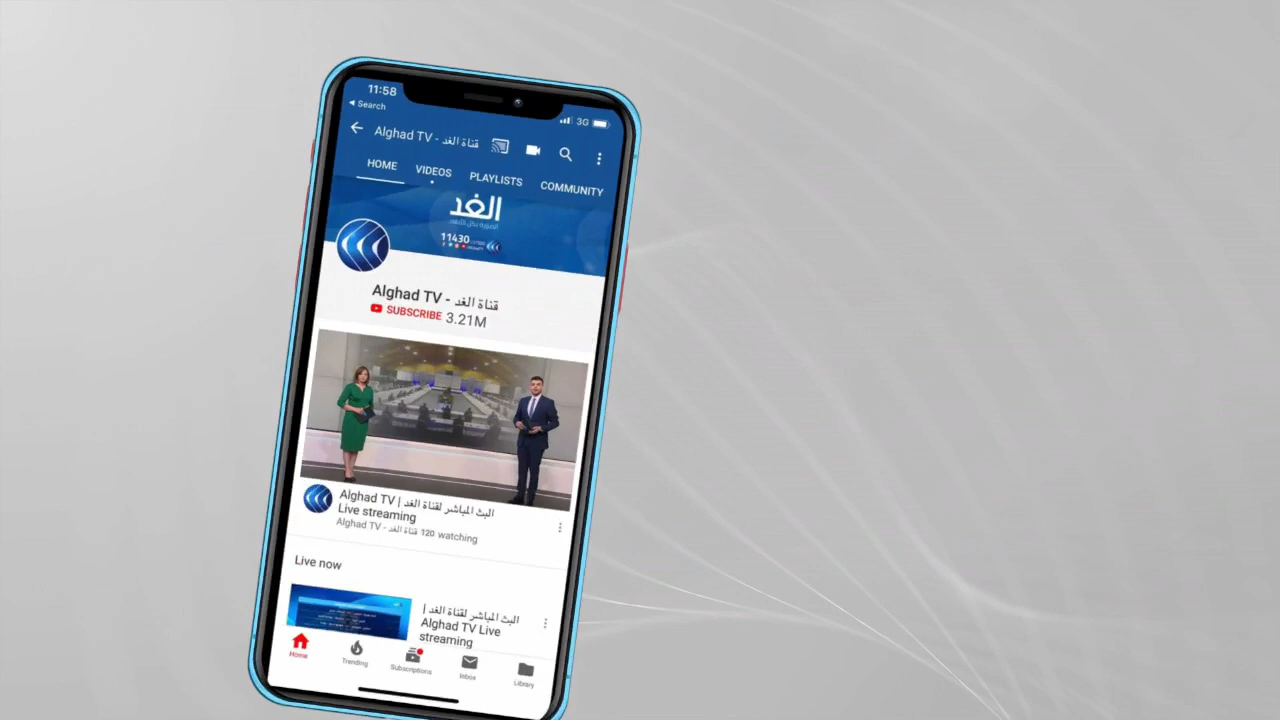 11:58
Search
3G
Alghad TV - قناة الغد
HOME VIDEOS PLAYLISTS COMMUNITY
الغد
11430
Alghad TV - قناة الغد
SUBSCRIBE 3.21M
Alghad TV | البث المباشر لقناة الغد
Live streaming
Alghad TV - قناة الغد 120 watching
Live now
البث المباشر لقناة الغد |
Alghad TV Live
streaming
Home Trending Subscriptions Inbox Library